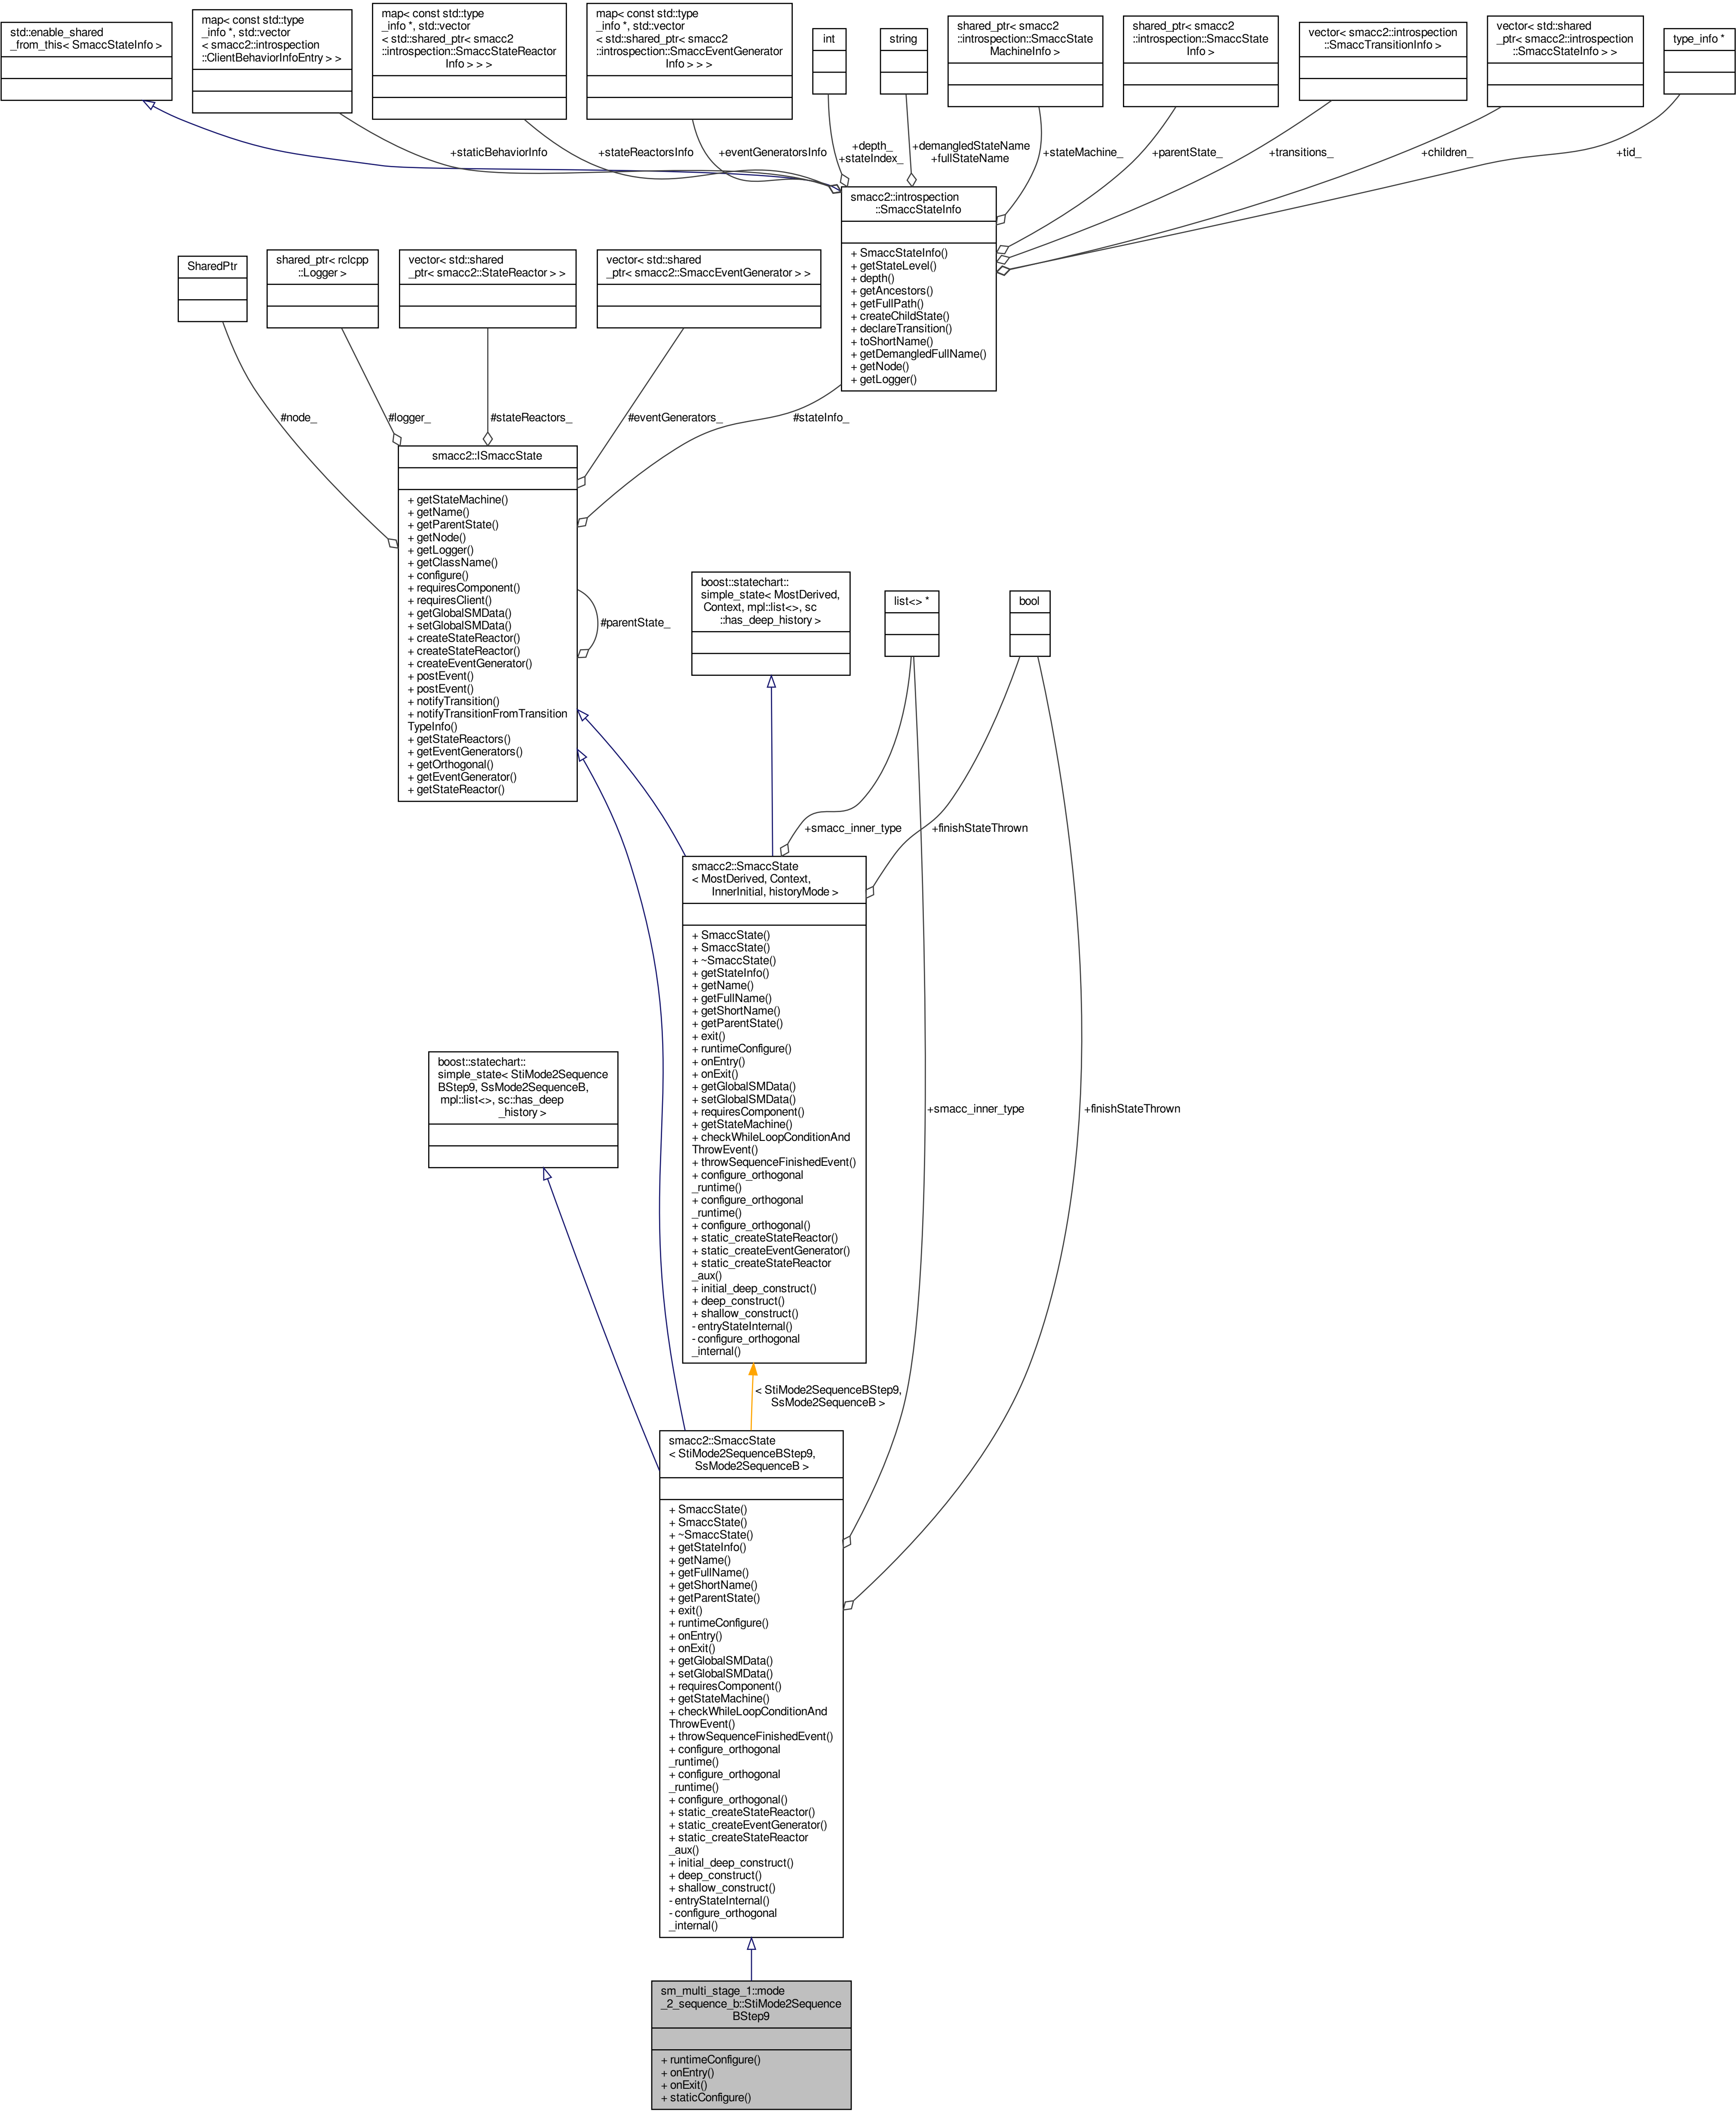 std::enable_shared
_from_this< SmaccStateInfo >
map< const std::type
_info *, std::vector
< smacc2::introspection
::ClientBehaviorInfoEntry > >
map< const std::type
_info *, std::vector
< std::shared_ptr< smacc2
::introspection::SmaccStateReactor
Info > > >
map< const std::type
_info *, std::vector
< std::shared_ptr< smacc2
::introspection::SmaccEventGenerator
Info > > >
int
string
shared_ptr< smacc2
::introspection::SmaccState
MachineInfo >
shared_ptr< smacc2
::introspection::SmaccState
Info >
vector< smacc2::introspection
::SmaccTransitionInfo >
vector< std::shared
_ptr< smacc2::introspection
::SmaccStateInfo > >
type_info *
+staticBehaviorInfo
+stateReactorsInfo
+eventGeneratorsInfo
+depth_
+stateIndex_
+demangledStateName
+fullStateName
+stateMachine_
+parentState_
+transitions_
+children_
+tid_
smacc2::introspection
::SmaccStateInfo
+ SmaccStateInfo()
+ getStateLevel()
+ depth()
+ getAncestors()
+ getFullPath()
+ createChildState()
+ declareTransition()
+ toShortName()
+ getDemangledFullName()
+ getNode()
+ getLogger()
SharedPtr
shared_ptr< rclcpp
::Logger >
vector< std::shared
_ptr< smacc2::StateReactor > >
vector< std::shared
_ptr< smacc2::SmaccEventGenerator > >
#node_
#logger_
#stateReactors_
#eventGenerators_
#stateInfo_
smacc2::ISmaccState
+ getStateMachine()
+ getName()
+ getParentState()
+ getNode()
+ getLogger()
+ getClassName()
+ configure()
+ requiresComponent()
+ requiresClient()
+ getGlobalSMData()
+ setGlobalSMData()
+ createStateReactor()
+ createStateReactor()
+ createEventGenerator()
+ postEvent()
+ postEvent()
+ notifyTransition()
+ notifyTransitionFromTransition
TypeInfo()
+ getStateReactors()
+ getEventGenerators()
+ getOrthogonal()
+ getEventGenerator()
+ getStateReactor()
#parentState_
boost::statechart::
simple_state< MostDerived,
Context, mpl::list<>, sc
::has_deep_history >
list<> *
bool
+smacc_inner_type
+finishStateThrown
smacc2::SmaccState
< MostDerived, Context,
InnerInitial, historyMode >
+ SmaccState()
+ SmaccState()
+ ~SmaccState()
+ getStateInfo()
+ getName()
+ getFullName()
+ getShortName()
+ getParentState()
+ exit()
+ runtimeConfigure()
+ onEntry()
+ onExit()
+ getGlobalSMData()
+ setGlobalSMData()
+ requiresComponent()
+ getStateMachine()
+ checkWhileLoopConditionAnd
ThrowEvent()
+ throwSequenceFinishedEvent()
+ configure_orthogonal
_runtime()
+ configure_orthogonal
_runtime()
+ configure_orthogonal()
+ static_createStateReactor()
+ static_createEventGenerator()
+ static_createStateReactor
_aux()
+ initial_deep_construct()
+ deep_construct()
+ shallow_construct()
- entryStateInternal()
- configure_orthogonal
_internal()
boost::statechart::
simple_state< StiMode2Sequence
BStep9, SsMode2SequenceB,
mpl::list<>, sc::has_deep
_history >
+smacc_inner_type
+finishStateThrown
< StiMode2SequenceBStep9,
SsMode2SequenceB >
smacc2::SmaccState
< StiMode2SequenceBStep9,
SsMode2SequenceB >
+ SmaccState()
+ SmaccState()
+ ~SmaccState()
+ getStateInfo()
+ getName()
+ getFullName()
+ getShortName()
+ getParentState()
+ exit()
+ runtimeConfigure()
+ onEntry()
+ onExit()
+ getGlobalSMData()
+ setGlobalSMData()
+ requiresComponent()
+ getStateMachine()
+ checkWhileLoopConditionAnd
ThrowEvent()
+ throwSequenceFinishedEvent()
+ configure_orthogonal
_runtime()
+ configure_orthogonal
_runtime()
+ configure_orthogonal()
+ static_createStateReactor()
+ static_createEventGenerator()
+ static_createStateReactor
_aux()
+ initial_deep_construct()
+ deep_construct()
+ shallow_construct()
- entryStateInternal()
- configure_orthogonal
_internal()
sm_multi_stage_1::mode
_2_sequence_b::StiMode2Sequence
BStep9
+ runtimeConfigure()
+ onEntry()
+ onExit()
+ staticConfigure()